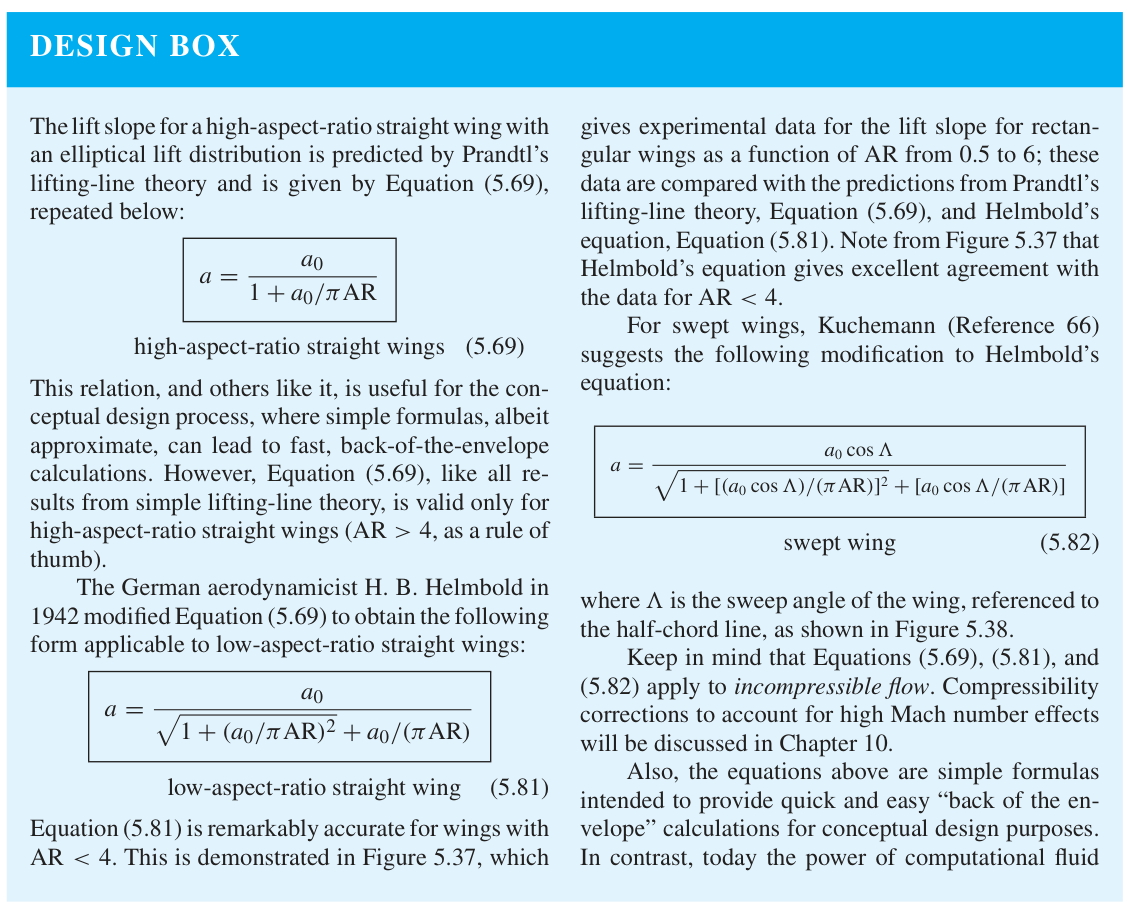 DESIGN BOX
The lift slope for a high-aspect-ratio straight wing with
an elliptical lift distribution is predicted by Prandtl's
lifting-line theory and is given by Equation (5.69),
repeated below:
a = a₀ / (1 + a₀/π AR)
high-aspect-ratio straight wings (5.69)
This relation, and others like it, is useful for the con-
ceptual design process, where simple formulas, albeit
approximate, can lead to fast, back-of-the-envelope
calculations. However, Equation (5.69), like all re-
sults from simple lifting-line theory, is valid only for
high-aspect-ratio straight wings (AR > 4, as a rule of
thumb).
The German aerodynamicist H. B. Helmbold in
1942 modified Equation (5.69) to obtain the following
form applicable to low-aspect-ratio straight wings:
a = a₀ / (√(1 + (a₀/π AR)²) + a₀/(π AR))
low-aspect-ratio straight wing (5.81)
Equation (5.81) is remarkably accurate for wings with
AR < 4. This is demonstrated in Figure 5.37, which
gives experimental data for the lift slope for rectan-
gular wings as a function of AR from 0.5 to 6; these
data are compared with the predictions from Prandtl's
lifting-line theory, Equation (5.69), and Helmbold's
equation, Equation (5.81). Note from Figure 5.37 that
Helmbold's equation gives excellent agreement with
the data for AR < 4.
For swept wings, Kuchemann (Reference 66)
suggests the following modification to Helmbold's
equation:
a = a₀ cos Λ / (√(1 + [(a₀ cos Λ)/(π AR)]²) + [a₀ cos Λ/(π AR)])
swept wing (5.82)
where Λ is the sweep angle of the wing, referenced to
the half-chord line, as shown in Figure 5.38.
Keep in mind that Equations (5.69), (5.81), and
(5.82) apply to incompressible flow. Compressibility
corrections to account for high Mach number effects
will be discussed in Chapter 10.
Also, the equations above are simple formulas
intended to provide quick and easy “back of the en-
velope” calculations for conceptual design purposes.
In contrast, today the power of computational fluid